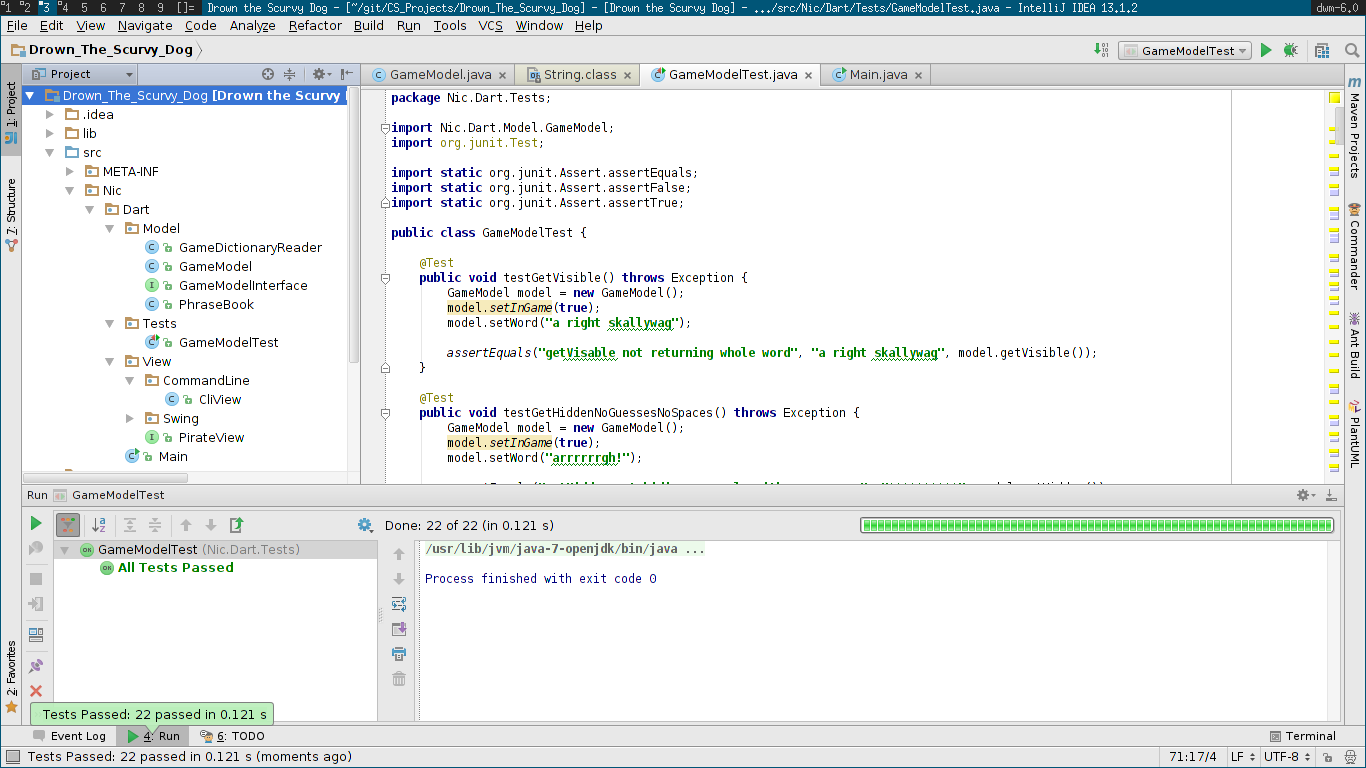 1 2 3 4 5 6 7 8 9 []= Drown the Scurvy Dog - [~/git/CS_Projects/Drown_The_Scurvy_Dog] - [Drown the Scurvy Dog] - .../src/Nic/Dart/Tests/GameModelTest.java - IntelliJ IDEA 13.1.2 dwm-6.0
File Edit View Navigate Code Analyze Refactor Build Run Tools VCS Window Help
Drown_The_Scurvy_Dog GameModelTest
1: Project
7: Structure
2: Favorites
Project
Drown_The_Scurvy_Dog [Drown the Scurvy
.idea
lib
src
META-INF
Nic
Dart
Model
GameDictionaryReader
GameModel
GameModelInterface
PhraseBook
Tests
GameModelTest
View
CommandLine
CliView
Swing
PirateView
Main
GameModel.java String.class GameModelTest.java Main.java
package Nic.Dart.Tests;
import Nic.Dart.Model.GameModel;
import org.junit.Test;
import static org.junit.Assert.assertEquals;
import static org.junit.Assert.assertFalse;
import static org.junit.Assert.assertTrue;
public class GameModelTest {
@Test
public void testGetVisible() throws Exception {
GameModel model = new GameModel();
model.setInGame(true);
model.setWord("a right skallywag");
assertEquals("getVisable not returning whole word", "a right skallywag", model.getVisible());
}
@Test
public void testGetHiddenNoGuessesNoSpaces() throws Exception {
GameModel model = new GameModel();
model.setInGame(true);
model.setWord("arrrrrrgh!");
Maven Projects
Commander
Ant Build
PlantUML
Run GameModelTest
Done: 22 of 22 (in 0.121 s)
GameModelTest (Nic.Dart.Tests)
All Tests Passed
/usr/lib/jvm/java-7-openjdk/bin/java ...
Process finished with exit code 0
Tests Passed: 22 passed in 0.121 s
Event Log 4: Run 6: TODO Terminal
Tests Passed: 22 passed in 0.121 s (moments ago) 71:17/4 LF UTF-8